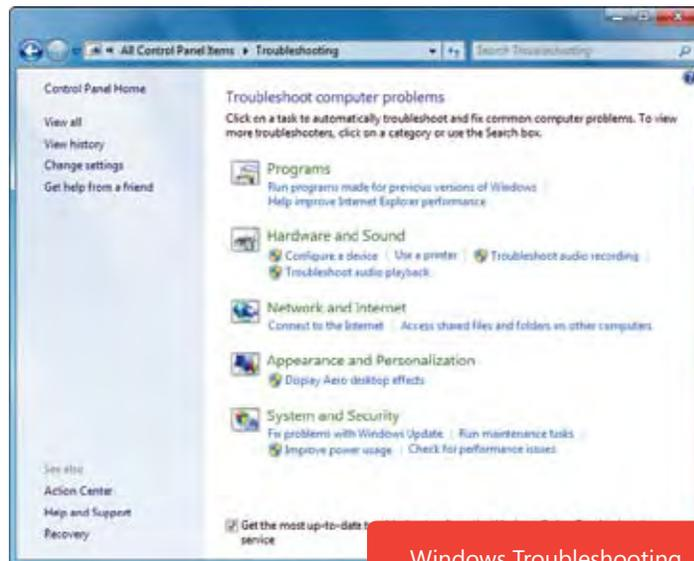 All Control Panel Items ▸ Troubleshooting
Search Troubleshooting
Control Panel Home
View all
View history
Change settings
Get help from a friend
Troubleshoot computer problems
Click on a task to automatically troubleshoot and fix common computer problems. To view
more troubleshooters, click on a category or use the Search box.
Programs
Run programs made for previous versions of Windows
Help improve Internet Explorer performance
Hardware and Sound
Configure a device | Use a printer | Troubleshoot audio recording
Troubleshoot audio playback
Network and Internet
Connect to the Internet | Access shared files and folders on other computers
Appearance and Personalization
Display Aero desktop effects
System and Security
Fix problems with Windows Update | Run maintenance tasks
Improve power usage | Check for performance issues
See also
Action Center
Help and Support
Recovery
Get the most up-to-date
service
Windows Troubleshooting